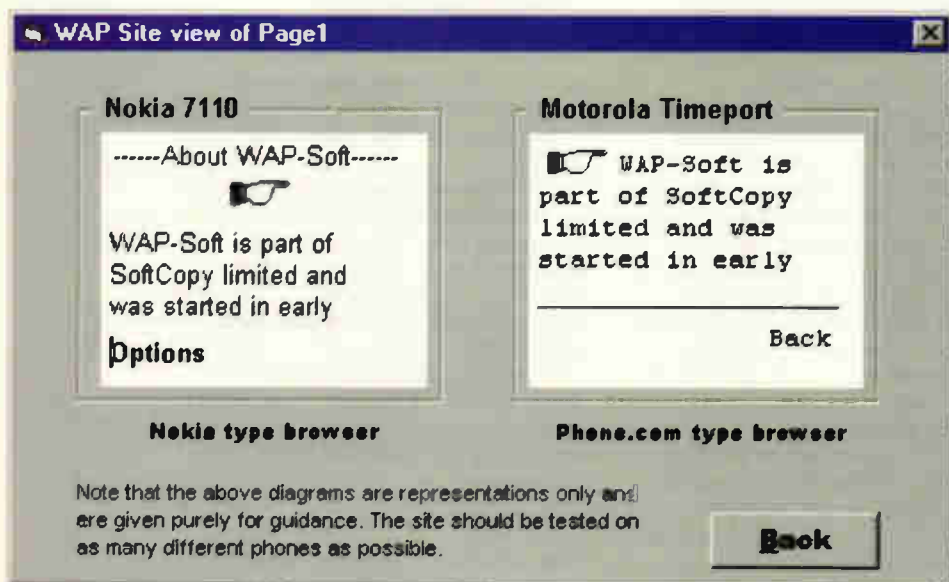 WAP Site view of Page1
Nokia 7110
------About WAP-Soft------
WAP-Soft is part of
SoftCopy limited and
was started in early
Options
Nokia type browser
Motorola Timeport
WAP-Soft is
part of SoftCopy
limited and was
started in early
Back
Phone.com type browser
Note that the above diagrams are representations only and
are given purely for guidance. The site should be tested on
as many different phones as possible.
Back